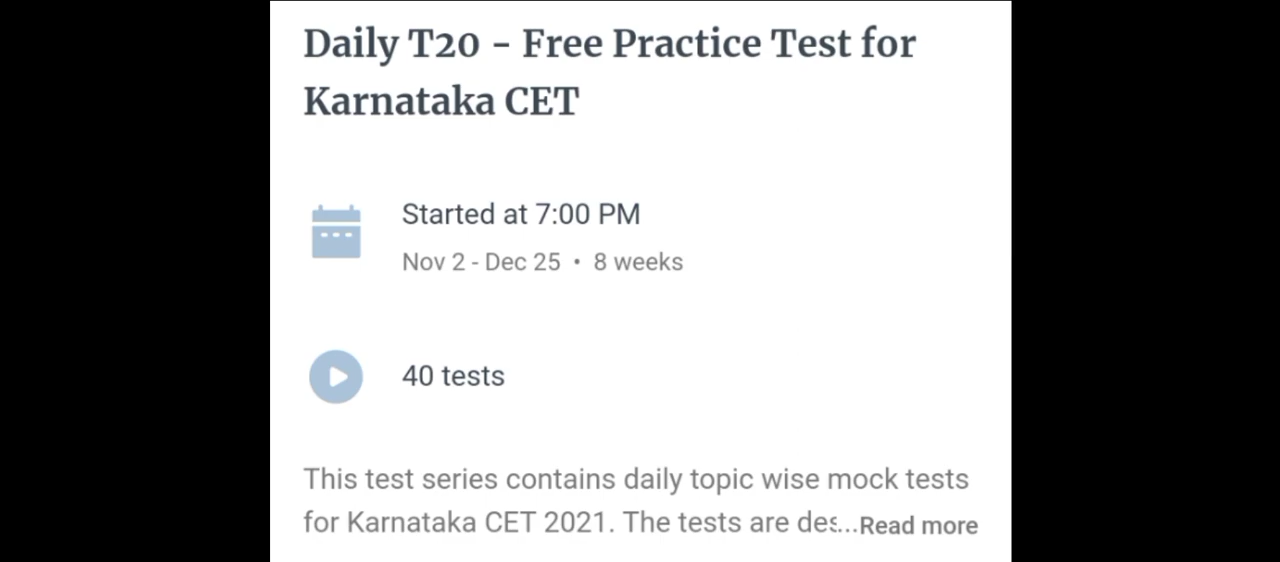 Daily T20 - Free Practice Test for
Karnataka CET
Started at 7:00 PM
Nov 2 - Dec 25 • 8 weeks
40 tests
This test series contains daily topic wise mock tests
for Karnataka CET 2021. The tests are des...Read more